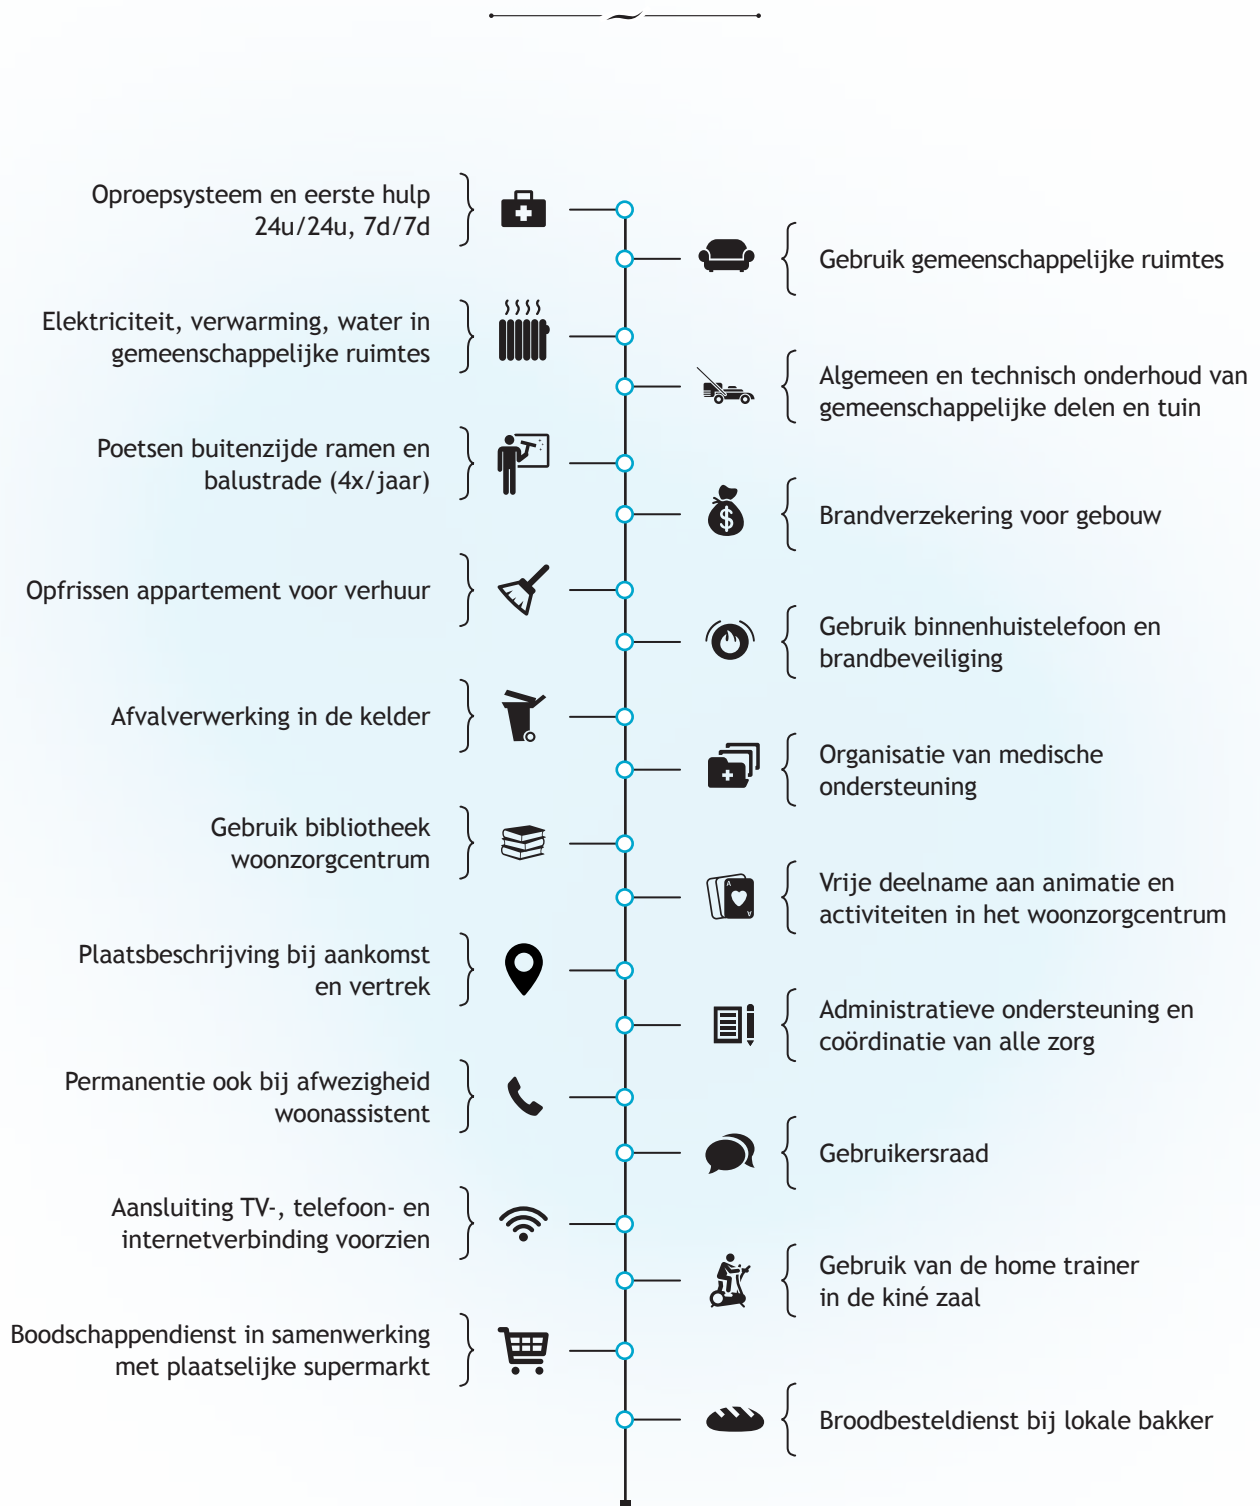 Oproepsysteem en eerste hulp
24u/24u, 7d/7d
Gebruik gemeenschappelijke ruimtes
Elektriciteit, verwarming, water in
gemeenschappelijke ruimtes
Algemeen en technisch onderhoud van
gemeenschappelijke delen en tuin
Poetsen buitenzijde ramen en
balustrade (4x/jaar)
Brandverzekering voor gebouw
Opfrissen appartement voor verhuur
Gebruik binnenhuistelefoon en
brandbeveiliging
Afvalverwerking in de kelder
Organisatie van medische
ondersteuning
Gebruik bibliotheek
woonzorgcentrum
Vrije deelname aan animatie en
activiteiten in het woonzorgcentrum
Plaatsbeschrijving bij aankomst
en vertrek
Administratieve ondersteuning en
coördinatie van alle zorg
Permanentie ook bij afwezigheid
woonassistent
Gebruikersraad
Aansluiting TV-, telefoon- en
internetverbinding voorzien
Gebruik van de home trainer
in de kiné zaal
Boodschappendienst in samenwerking
met plaatselijke supermarkt
Broodbesteldienst bij lokale bakker